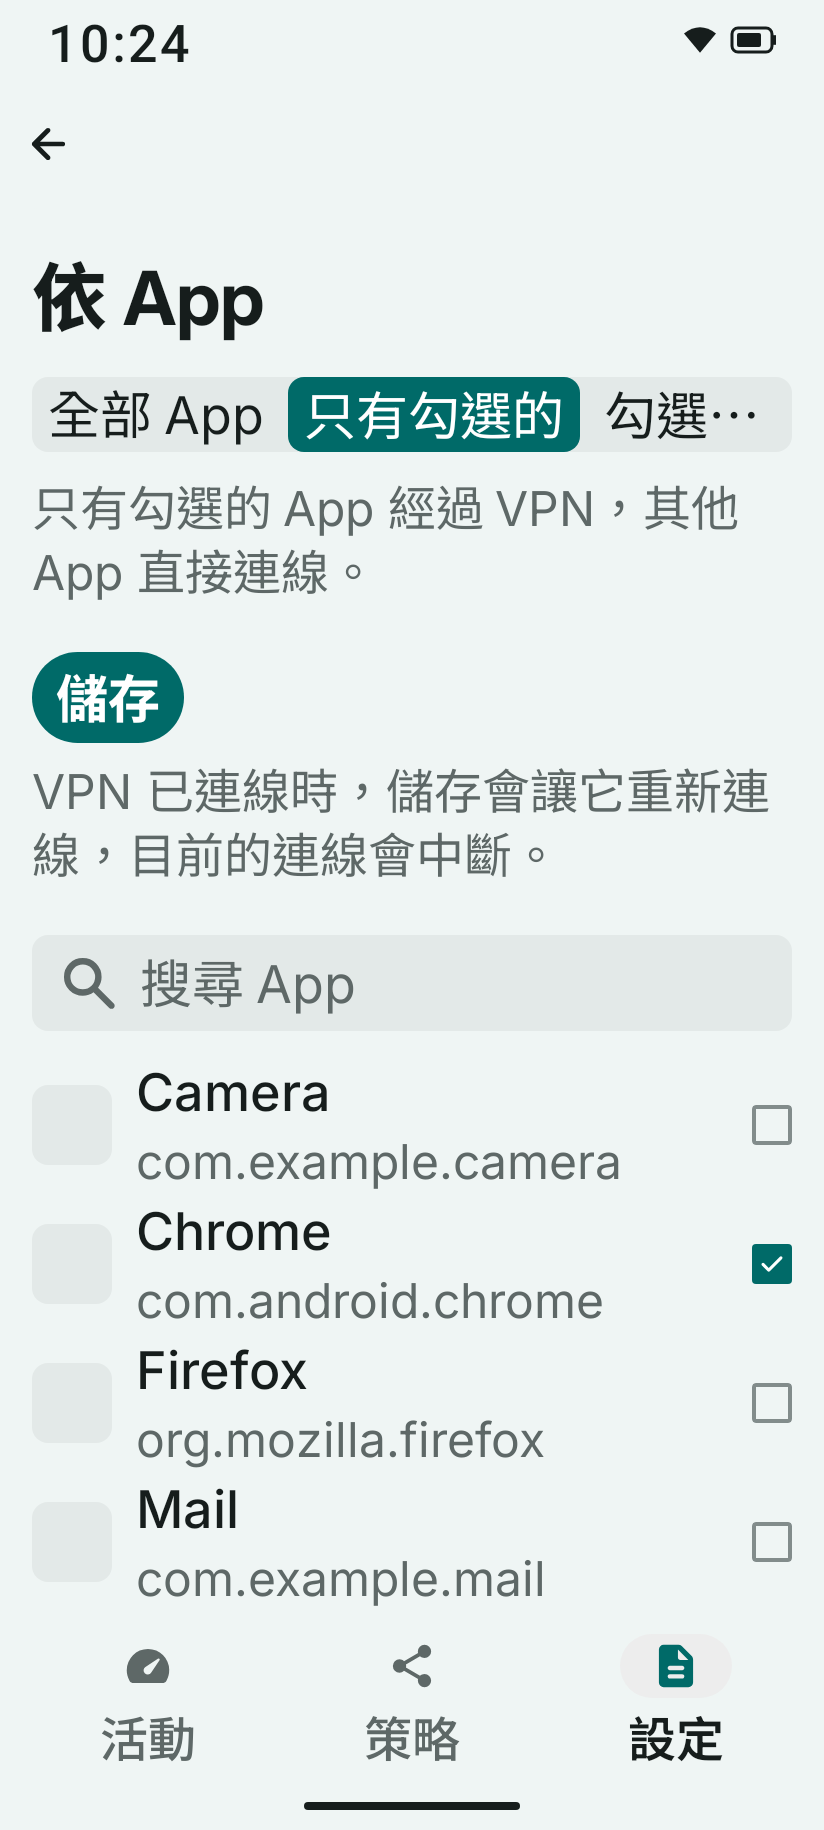 10:24
依 App
全部 App
只有勾選的
勾選⋯
只有勾選的 App 經過 VPN，其他
App 直接連線。
儲存
VPN 已連線時，儲存會讓它重新連
線，目前的連線會中斷。
搜尋 App
Camera
com.example.camera
Chrome
com.android.chrome
Firefox
org.mozilla.firefox
Mail
com.example.mail
活動
策略
設定